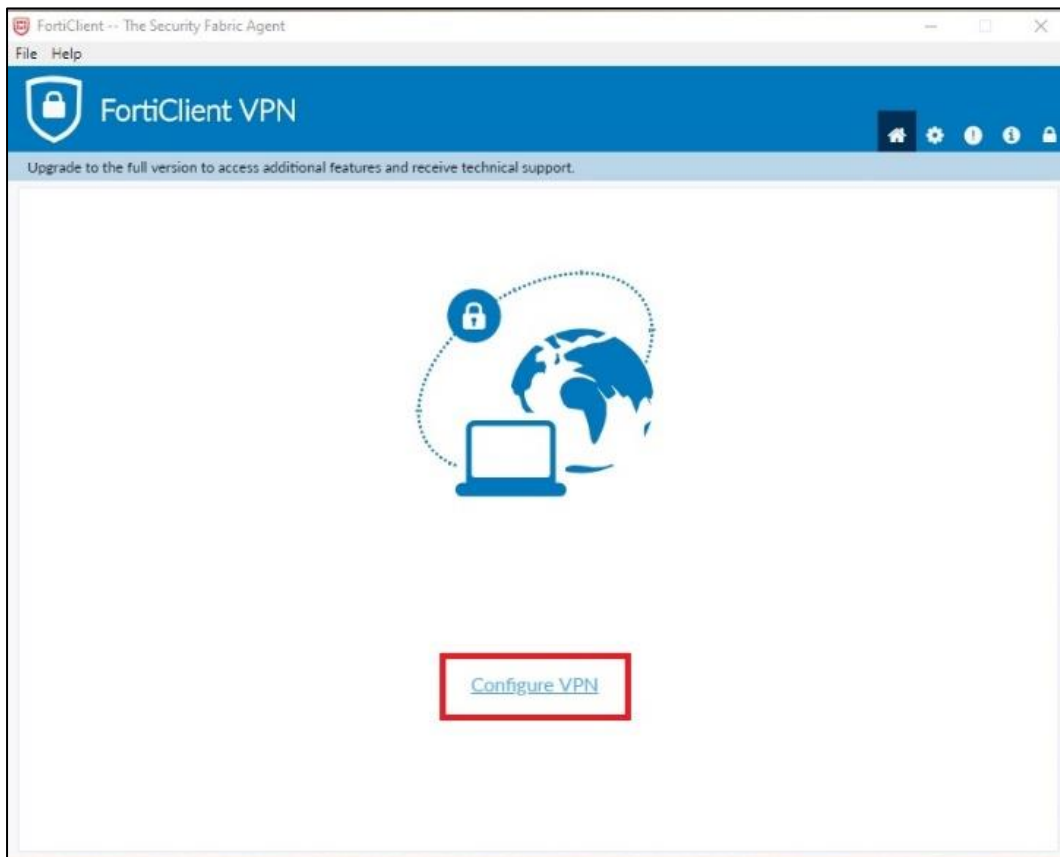 FortiClient -- The Security Fabric Agent
File Help
FortiClient VPN
Upgrade to the full version to access additional features and receive technical support.
Configure VPN